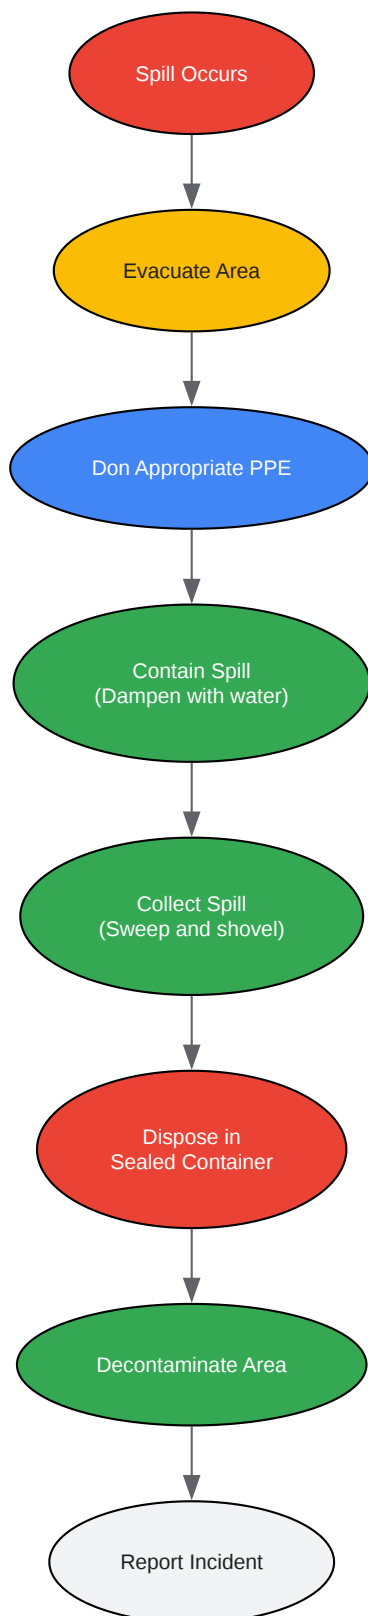 Spill Occurs
Evacuate Area
Don Appropriate PPE
Contain Spill
(Dampen with water)
Collect Spill
(Sweep and shovel)
Dispose in
Sealed Container
Decontaminate Area
Report Incident